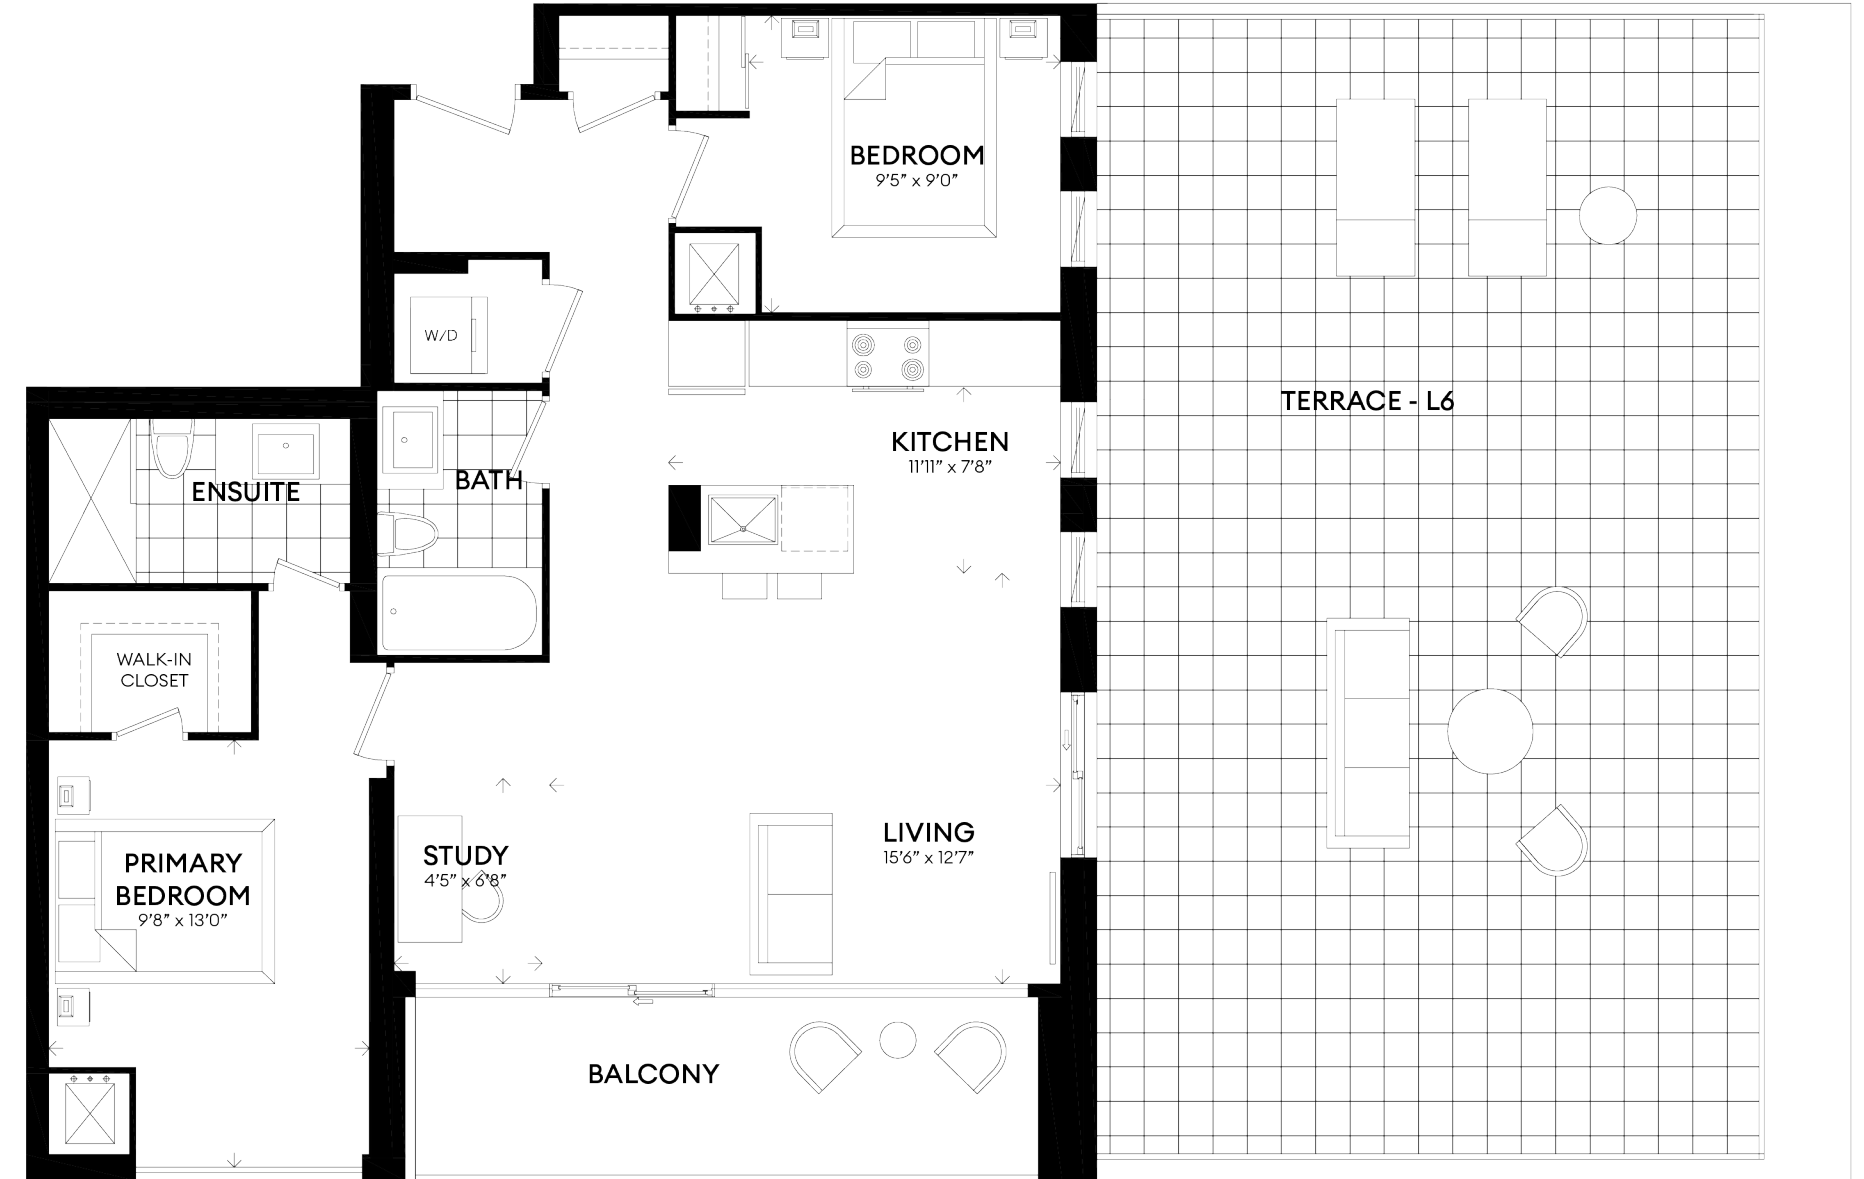 BEDROOM
9'5” x 9'0”
W/D
TERRACE - L6
KITCHEN
11'11” x 7'8”
BATH
ENSUITE
WALK-IN
CLOSET
LIVING
15'6” x 12'7”
STUDY
4'5” x 6'8”
PRIMARY
BEDROOM
9'8” x 13'0”
BALCONY